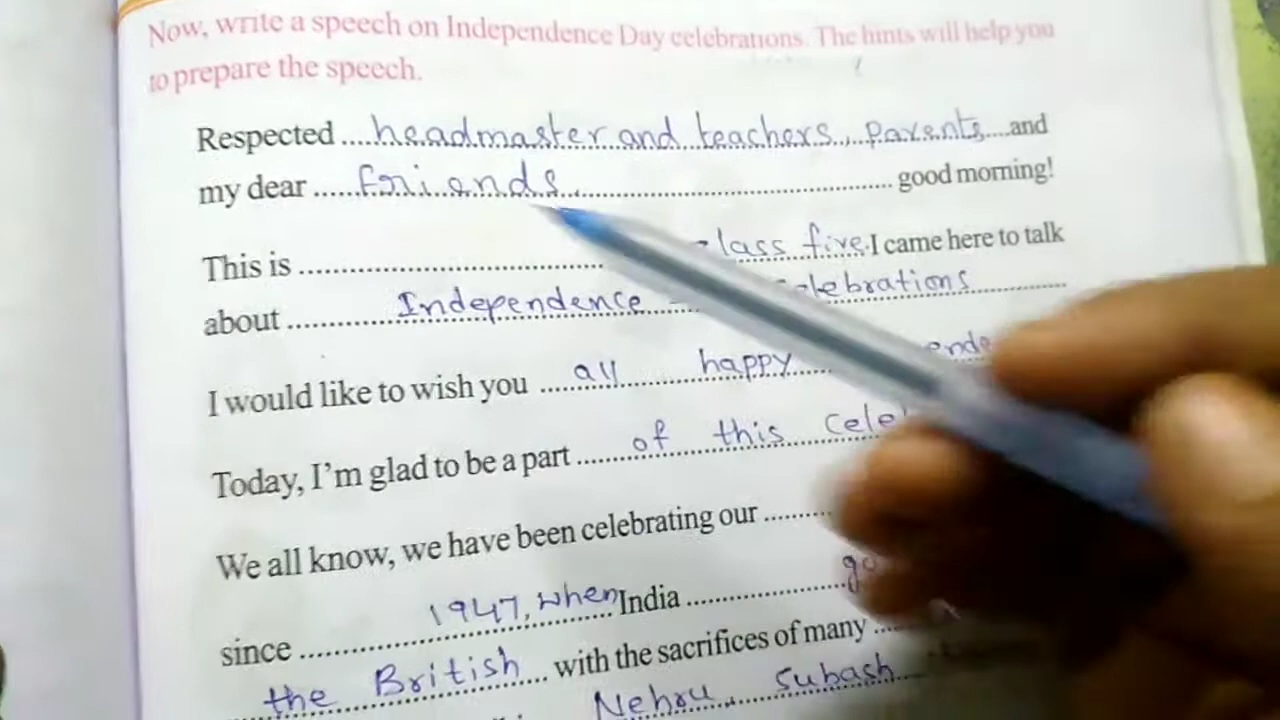 Now, write a speech on Independence Day celebrations. The hints will help you
to prepare the speech.
Respected ....headmaster and teachers, parents....and
my dear .....friends,........................................ good morning!
This is ............................................ class five. I came here to talk
about .............. Independence celebrations..............
I would like to wish you .... all happy
Today, I'm glad to be a part ...... of this
We all know, we have been celebrating our .........
since .................. 1947, when India ....................
the British ... with the sacrifices of many ....
Nehru, Subash